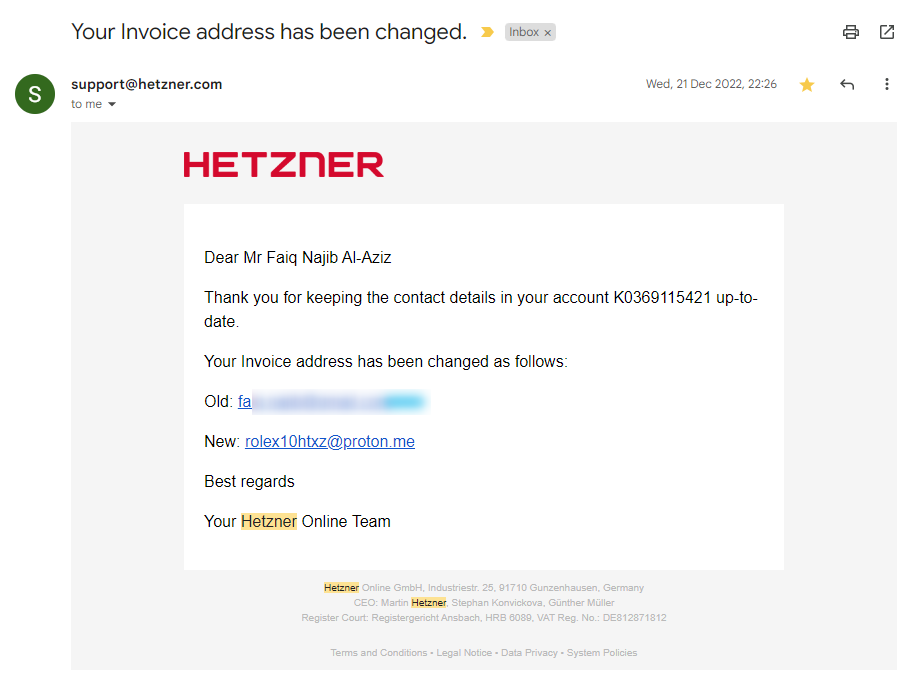 Your Invoice address has been changed.
Inbox ×
S
support@hetzner.com
Wed, 21 Dec 2022, 22:26
to me
HETZNER
Dear Mr Faiq Najib Al-Aziz
Thank you for keeping the contact details in your account K0369115421 up-to-
date.
Your Invoice address has been changed as follows:
Old: fa
New: rolex10htxz@proton.me
Best regards
Your Hetzner Online Team
Hetzner Online GmbH, Industriestr. 25, 91710 Gunzenhausen, Germany
CEO: Martin Hetzner, Stephan Konvickova, Günther Müller
Register Court: Registergericht Ansbach, HRB 6089, VAT Reg. No.: DE812871812
Terms and Conditions • Legal Notice • Data Privacy • System Policies